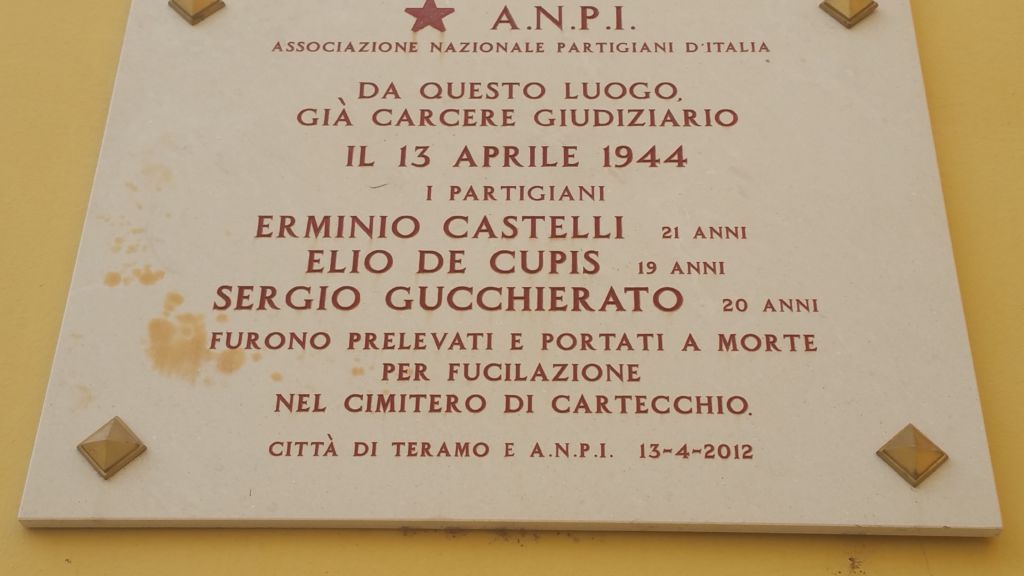 A.N.P.I.
ASSOCIAZIONE NAZIONALE PARTIGIANI D'ITALIA
DA QUESTO LUOGO,
GIÀ CARCERE GIUDIZIARIO
IL 13 APRILE 1944
I PARTIGIANI
ERMINIO CASTELLI 21 ANNI
ELIO DE CUPIS 19 ANNI
SERGIO GUCCHIERATO 20 ANNI
FURONO PRELEVATI E PORTATI A MORTE
PER FUCILAZIONE
NEL CIMITERO DI CARTECCHIO.
CITTÀ DI TERAMO E A.N.P.I. 13-4-2012